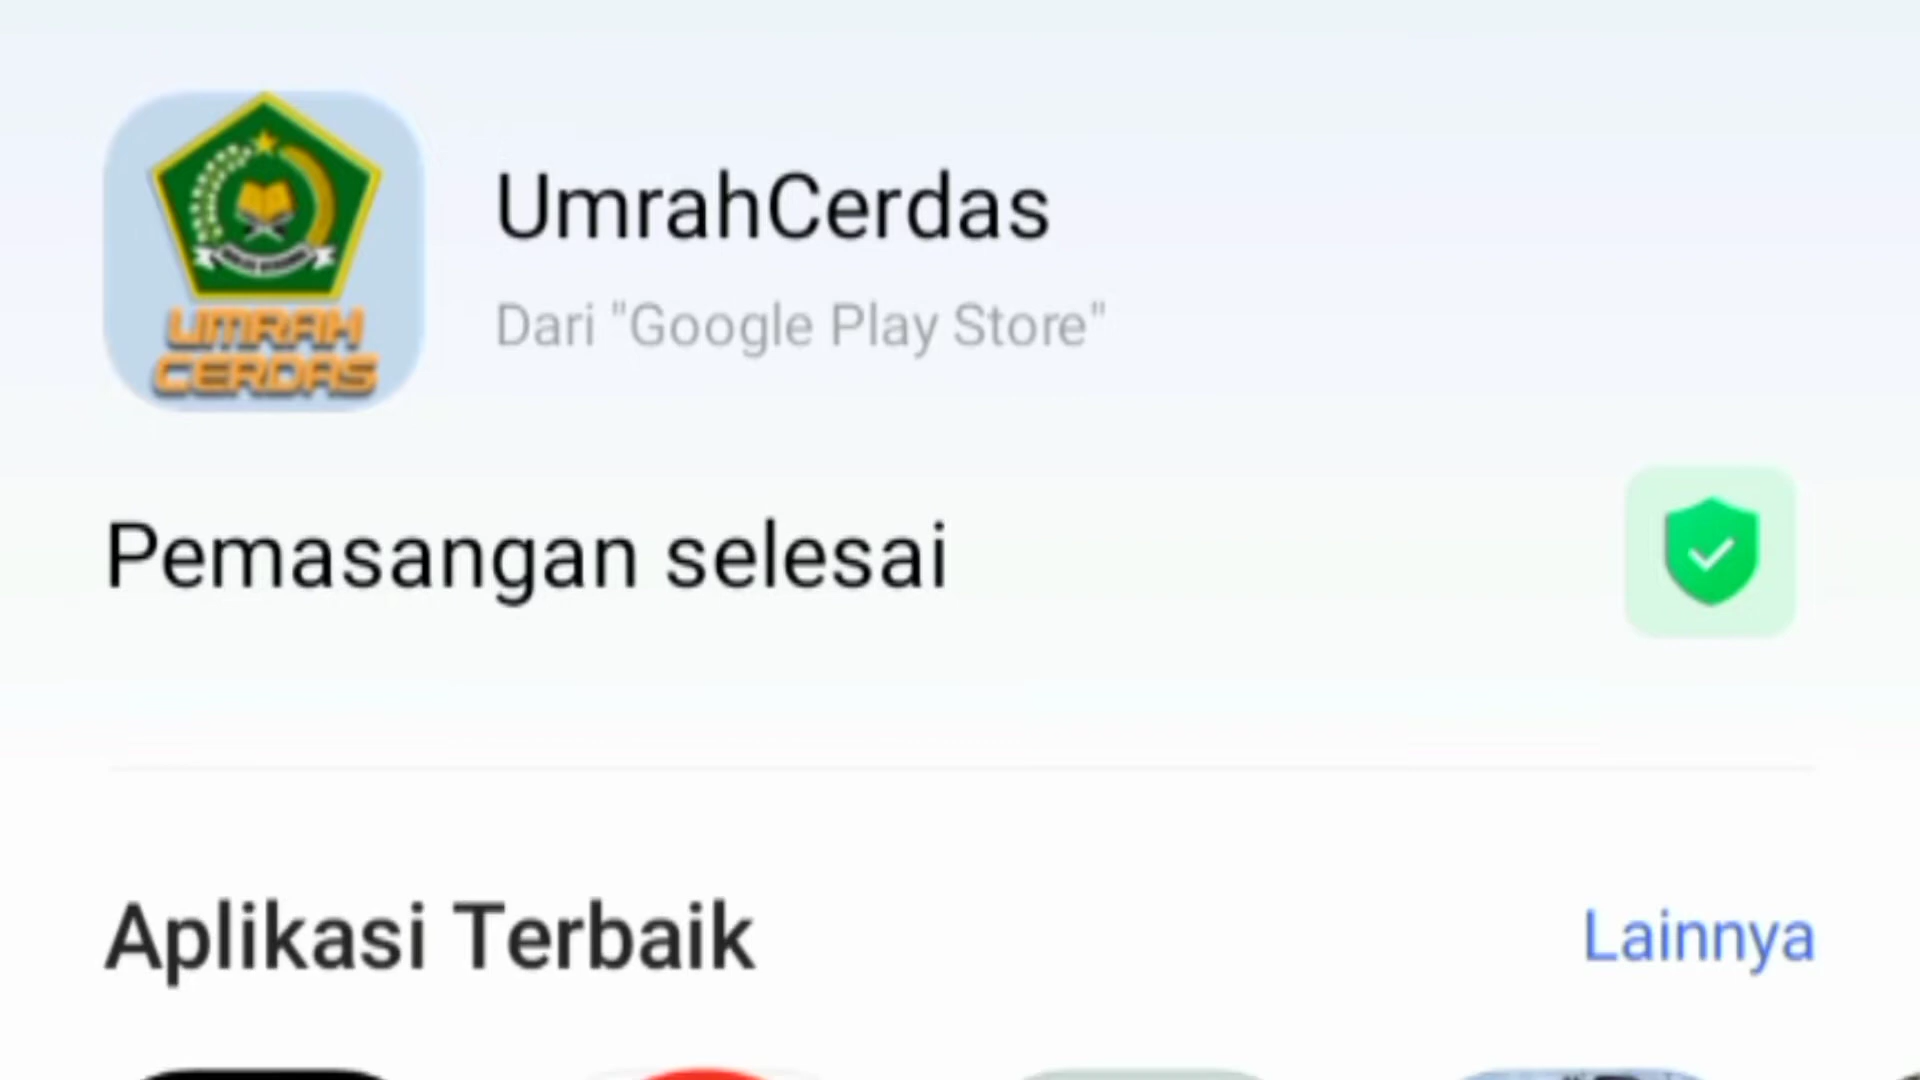 UMRAH
CERDAS
UmrahCerdas
Dari "Google Play Store"
Pemasangan selesai
Aplikasi Terbaik
Lainnya